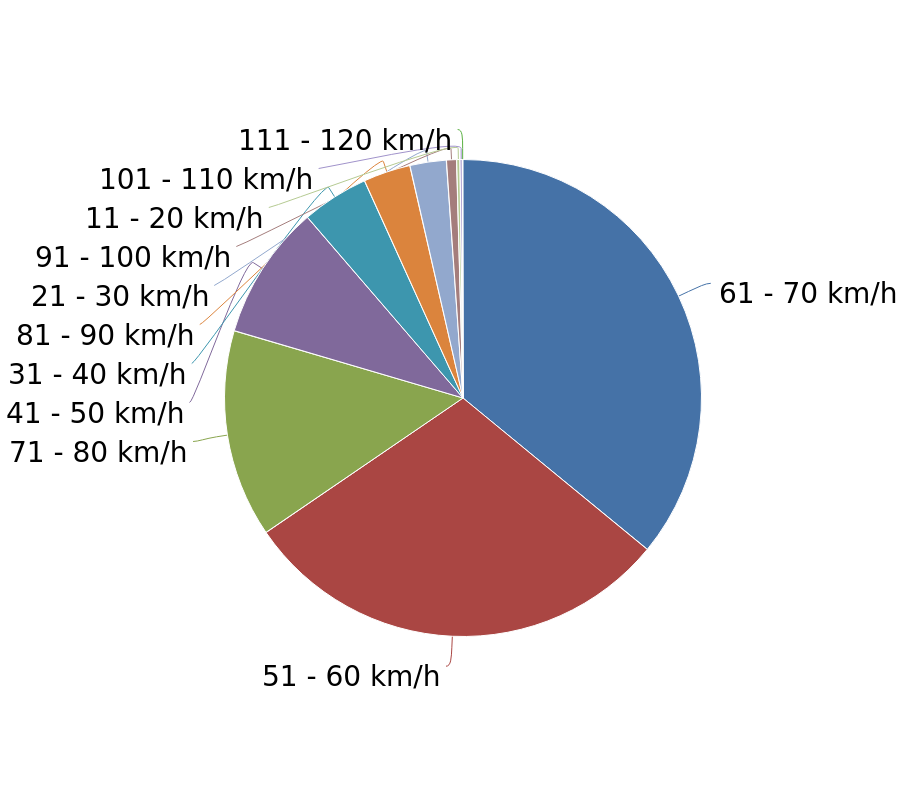 111 - 120 km/h
101 - 110 km/h
11 - 20 km/h
91 - 100 km/h
21 - 30 km/h
61 - 70 km/h
81 - 90 km/h
31 - 40 km/h
41 - 50 km/h
71 - 80 km/h
51 - 60 km/h